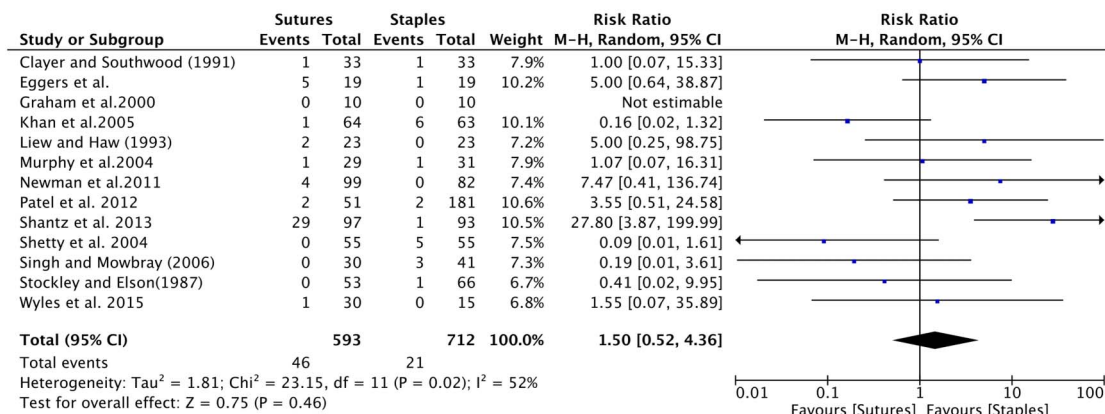 Sutures Staples Risk Ratio Risk Ratio
Study or Subgroup Events Total Events Total Weight M-H, Random, 95% CI M-H, Random, 95% CI
Clayer and Southwood (1991) 1 33 1 33 7.9% 1.00 [0.07, 15.33]
Eggers et al. 5 19 1 19 10.2% 5.00 [0.64, 38.87]
Graham et al.2000 0 10 0 10 Not estimable
Khan et al.2005 1 64 6 63 10.1% 0.16 [0.02, 1.32]
Liew and Haw (1993) 2 23 0 23 7.2% 5.00 [0.25, 98.75]
Murphy et al.2004 1 29 1 31 7.9% 1.07 [0.07, 16.31]
Newman et al.2011 4 99 0 82 7.4% 7.47 [0.41, 136.74]
Patel et al. 2012 2 51 2 181 10.6% 3.55 [0.51, 24.58]
Shantz et al. 2013 29 97 1 93 10.5% 27.80 [3.87, 199.99]
Shetty et al. 2004 0 55 5 55 7.5% 0.09 [0.01, 1.61]
Singh and Mowbray (2006) 0 30 3 41 7.3% 0.19 [0.01, 3.61]
Stockley and Elson(1987) 0 53 1 66 6.7% 0.41 [0.02, 9.95]
Wyles et al. 2015 1 30 0 15 6.8% 1.55 [0.07, 35.89]
Total (95% CI) 593 712 100.0% 1.50 [0.52, 4.36]
Total events 46 21
Heterogeneity: Tau² = 1.81; Chi² = 23.15, df = 11 (P = 0.02); I² = 52%
Test for overall effect: Z = 0.75 (P = 0.46)
0.01 0.1 1 10 100
Favours [Sutures] Favours [Staples]